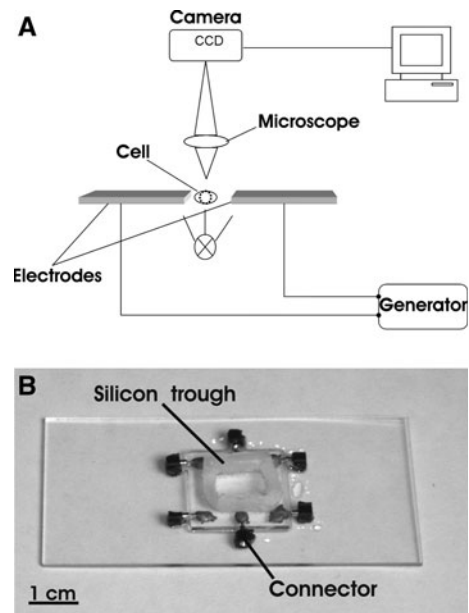 A
Camera
CCD
Microscope
Cell
Electrodes
Generator
B
Silicon trough
Connector
1 cm